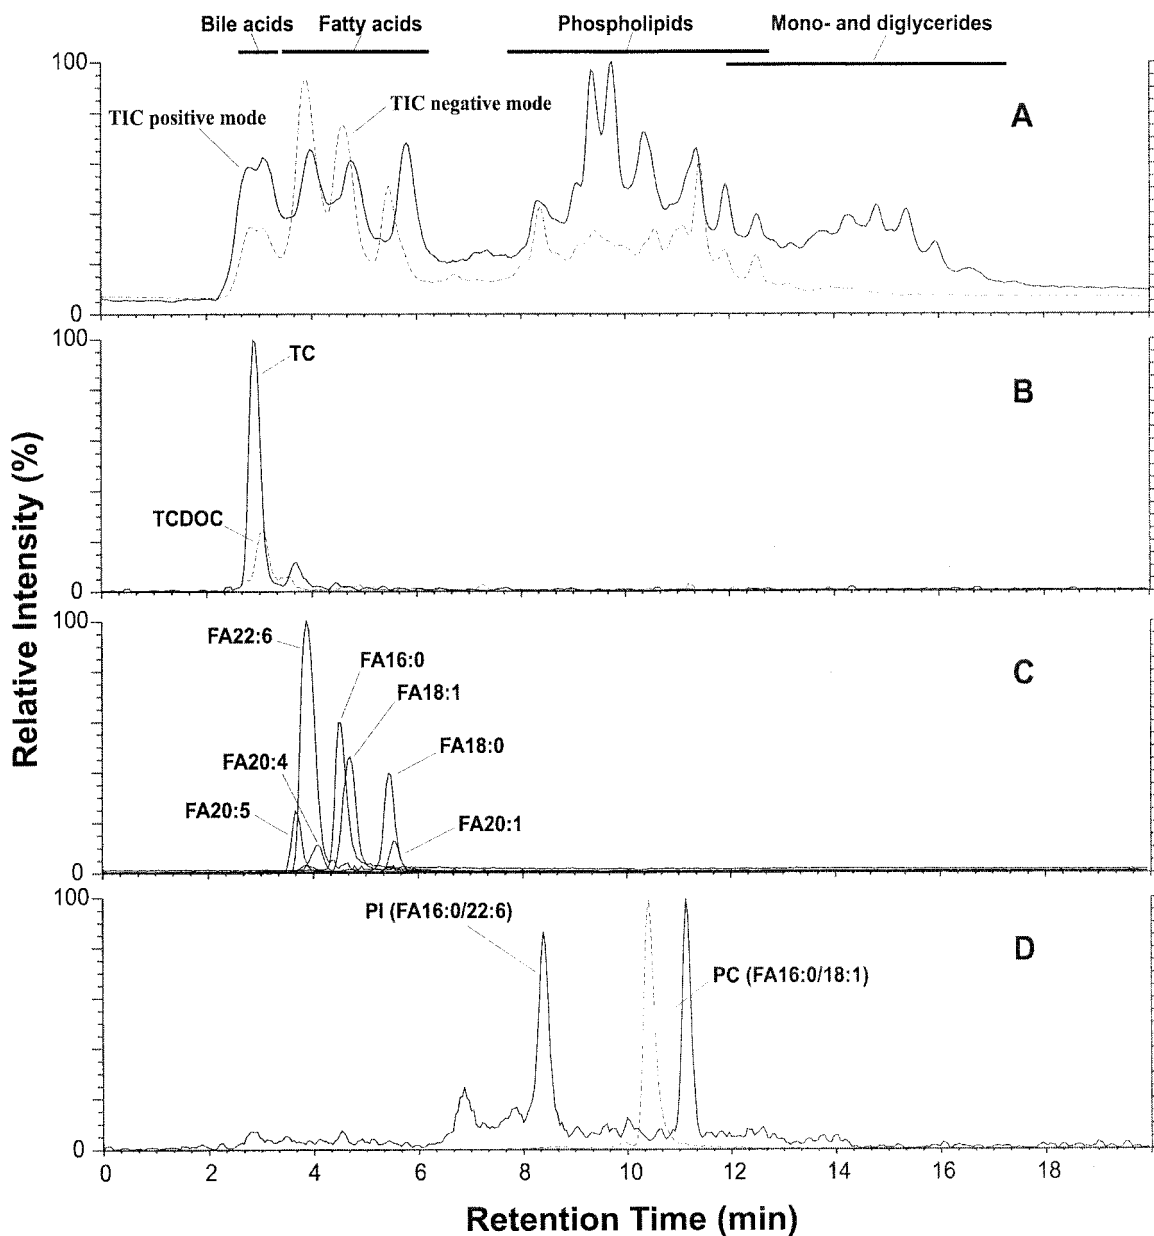 Bile acids Fatty acids Phospholipids Mono- and diglycerides
100
TIC positive mode
TIC negative mode
A
0
100
TC
B
TCDOC
0
100
FA22:6
FA16:0
C
FA18:1
FA20:4
FA18:0
FA20:5
FA20:1
0
100
PI (FA16:0/22:6)
D
PC (FA16:0/18:1)
0
0 2 4 6 8 10 12 14 16 18
Retention Time (min)
Relative Intensity (%)